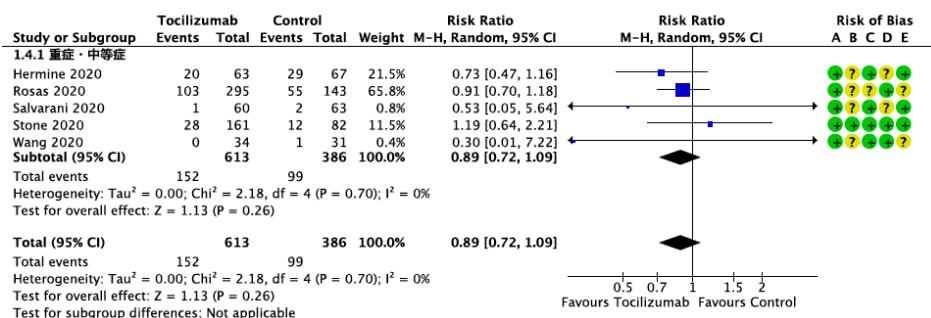 Tocilizumab Control Risk Ratio Risk Ratio Risk of Bias
Study or Subgroup Events Total Events Total Weight M-H, Random, 95% CI M-H, Random, 95% CI A B C D E
1.4.1 重症・中等症
Hermine 2020 20 63 29 67 21.5% 0.73 [0.47, 1.16] + ? + ? +
Rosas 2020 103 295 55 143 65.8% 0.91 [0.70, 1.18] + ? ? + ?
Salvarani 2020 1 60 2 63 0.8% 0.53 [0.05, 5.64] + ? + ? +
Stone 2020 28 161 12 82 11.5% 1.19 [0.64, 2.21] + + + + +
Wang 2020 0 34 1 31 0.4% 0.30 [0.01, 7.22] + ? + + ?
Subtotal (95% CI) 613 386 100.0% 0.89 [0.72, 1.09]
Total events 152 99
Heterogeneity: Tau² = 0.00; Chi² = 2.18, df = 4 (P = 0.70); I² = 0%
Test for overall effect: Z = 1.13 (P = 0.26)
Total (95% CI) 613 386 100.0% 0.89 [0.72, 1.09]
Total events 152 99
Heterogeneity: Tau² = 0.00; Chi² = 2.18, df = 4 (P = 0.70); I² = 0%
Test for overall effect: Z = 1.13 (P = 0.26)
Test for subgroup differences: Not applicable
0.5 0.7 1 1.5 2
Favours Tocilizumab Favours Control